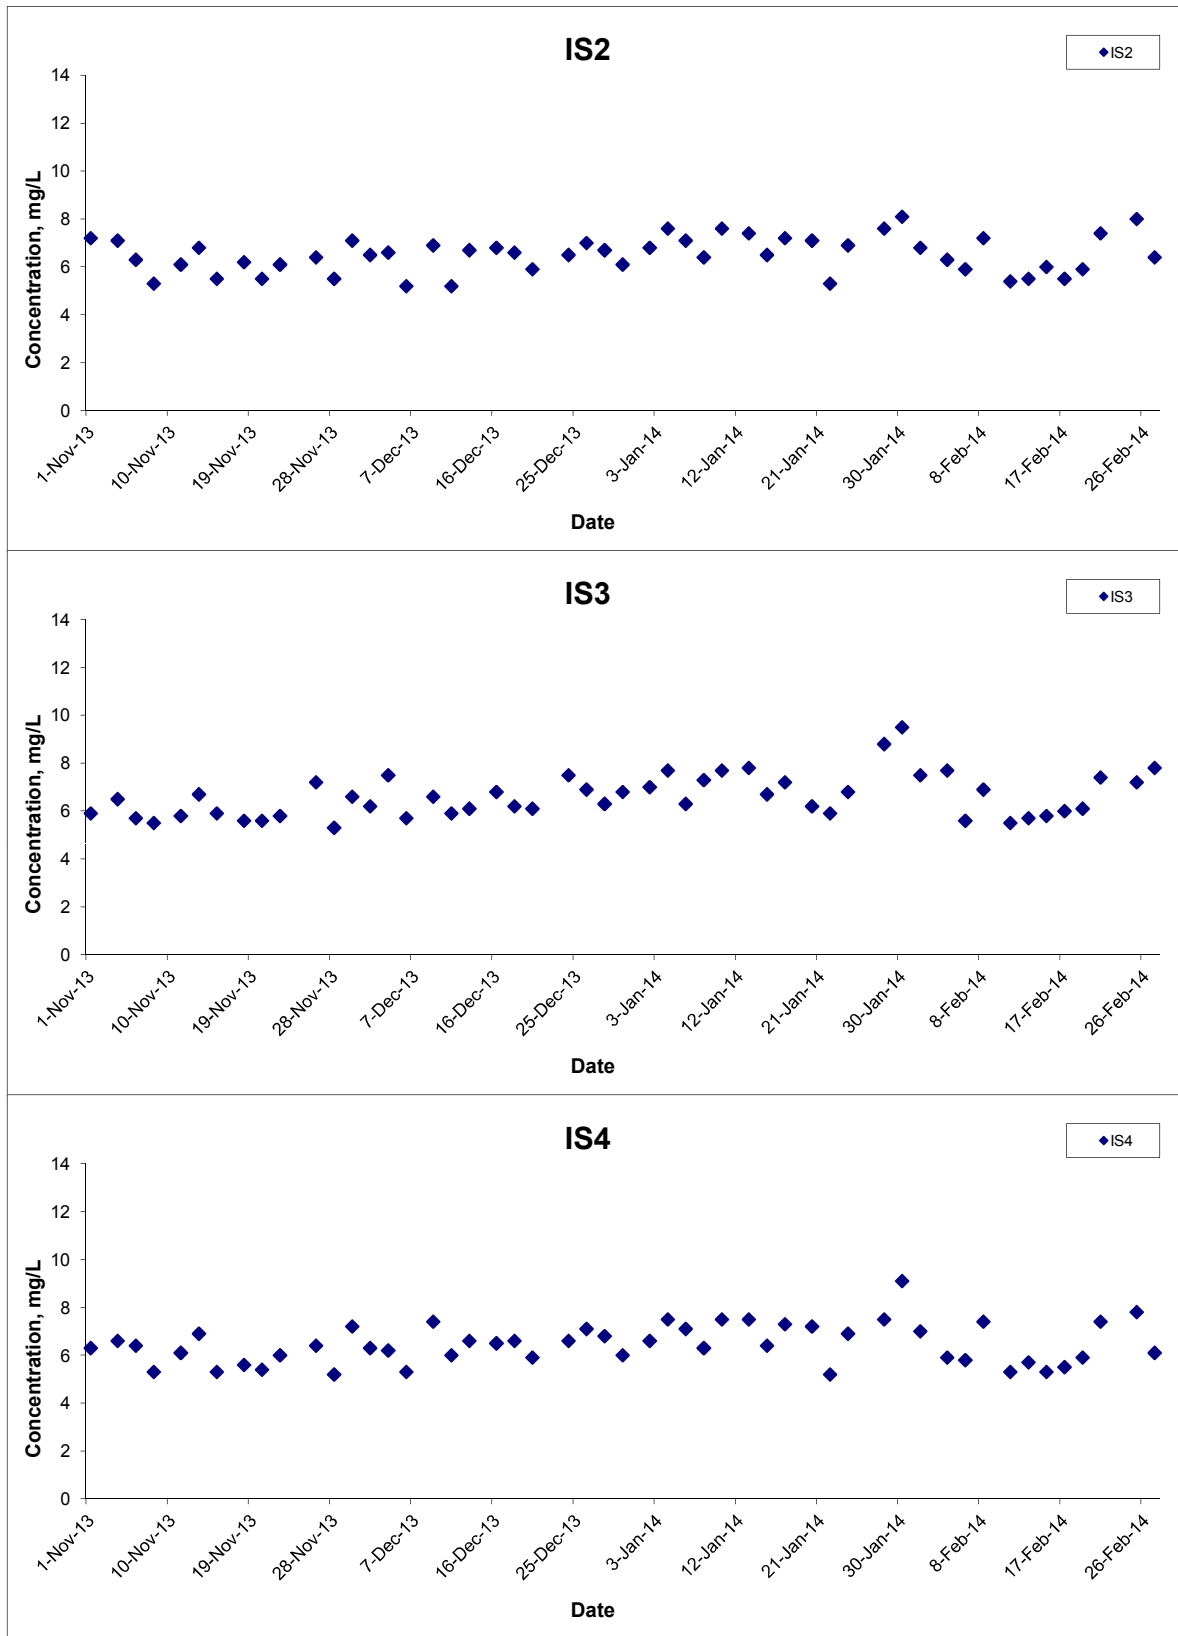 IS2
IS2
14
12
10
8
6
4
2
0
Concentration, mg/L
1-Nov-13
10-Nov-13
19-Nov-13
28-Nov-13
7-Dec-13
16-Dec-13
25-Dec-13
3-Jan-14
12-Jan-14
21-Jan-14
30-Jan-14
8-Feb-14
17-Feb-14
26-Feb-14
Date
IS3
IS3
14
12
10
8
6
4
2
0
Concentration, mg/L
1-Nov-13
10-Nov-13
19-Nov-13
28-Nov-13
7-Dec-13
16-Dec-13
25-Dec-13
3-Jan-14
12-Jan-14
21-Jan-14
30-Jan-14
8-Feb-14
17-Feb-14
26-Feb-14
Date
IS4
IS4
14
12
10
8
6
4
2
0
Concentration, mg/L
1-Nov-13
10-Nov-13
19-Nov-13
28-Nov-13
7-Dec-13
16-Dec-13
25-Dec-13
3-Jan-14
12-Jan-14
21-Jan-14
30-Jan-14
8-Feb-14
17-Feb-14
26-Feb-14
Date